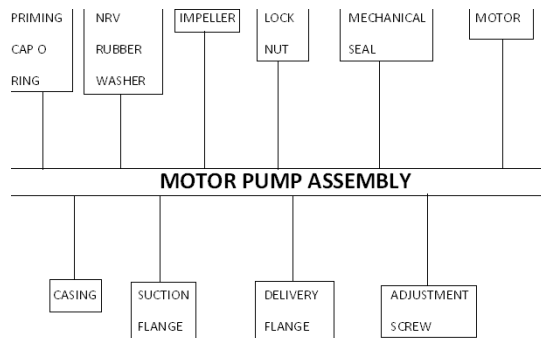 PRIMING
CAP O
RING
NRV
RUBBER
WASHER
IMPELLER
LOCK
NUT
MECHANICAL
SEAL
MOTOR
MOTOR PUMP ASSEMBLY
CASING
SUCTION
FLANGE
DELIVERY
FLANGE
ADJUSTMENT
SCREW